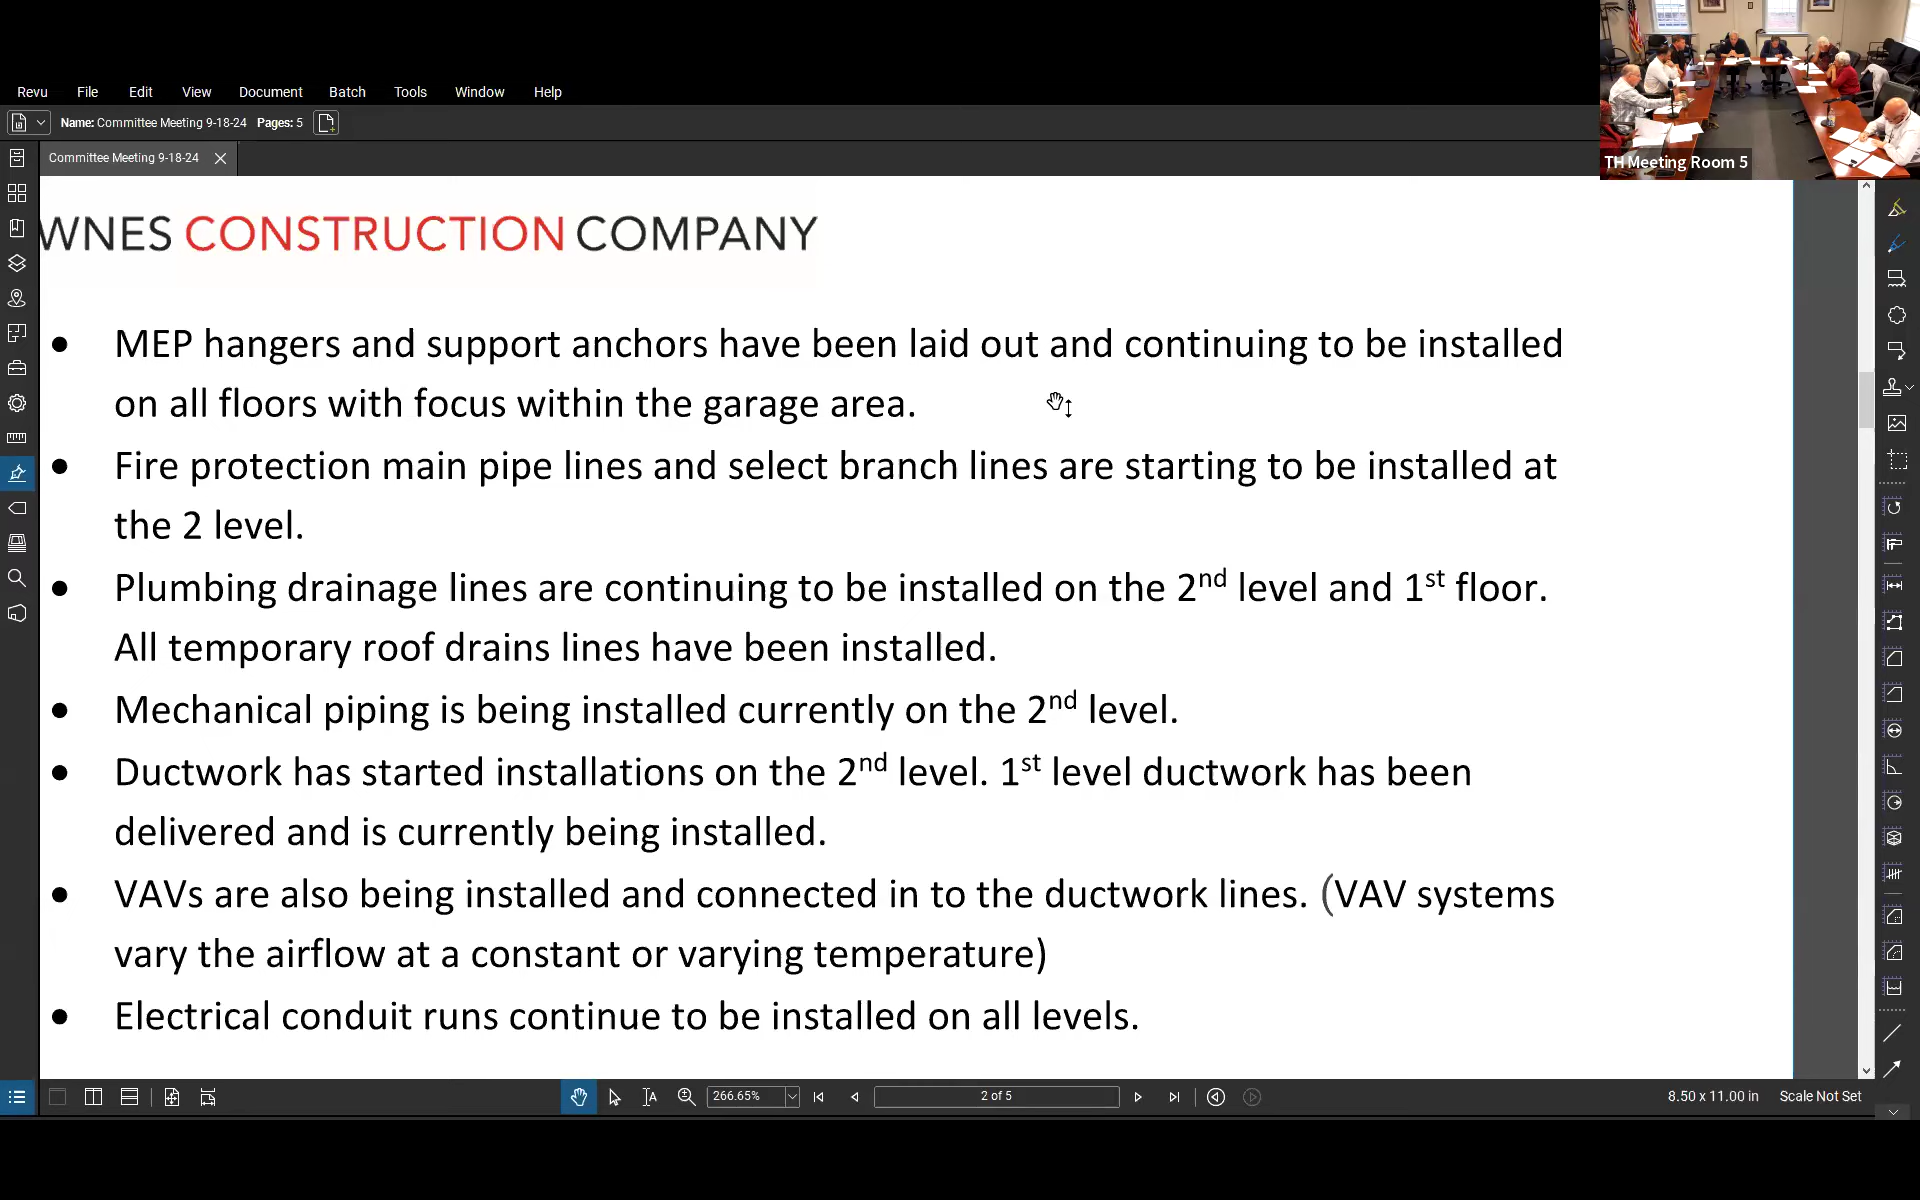 TH Meeting Room 5
Revu File Edit View Document Batch Tools Window Help
Name: Committee Meeting 9-18-24 Pages: 5
Committee Meeting 9-18-24
WNES CONSTRUCTION COMPANY
• MEP hangers and support anchors have been laid out and continuing to be installed
on all floors with focus within the garage area.
• Fire protection main pipe lines and select branch lines are starting to be installed at
the 2 level.
• Plumbing drainage lines are continuing to be installed on the 2nd level and 1st floor.
All temporary roof drains lines have been installed.
• Mechanical piping is being installed currently on the 2nd level.
• Ductwork has started installations on the 2nd level. 1st level ductwork has been
delivered and is currently being installed.
• VAVs are also being installed and connected in to the ductwork lines. (VAV systems
vary the airflow at a constant or varying temperature)
• Electrical conduit runs continue to be installed on all levels.
266.65% 2 of 5 8.50 x 11.00 in Scale Not Set